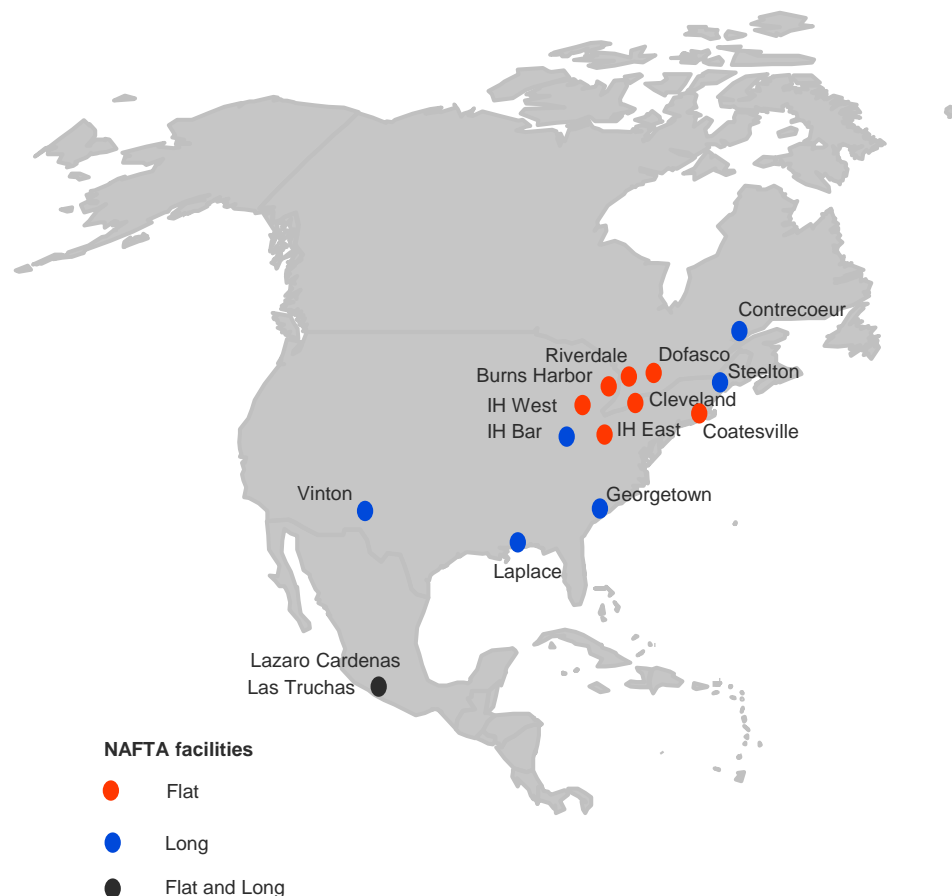 Contrecoeur
Riverdale
Dofasco
Burns Harbor
Steelton
IH West
Cleveland
IH Bar
IH East
Coatesville
Vinton
Georgetown
Laplace
Lazaro Cardenas
Las Truchas
NAFTA facilities
Flat
Long
Flat and Long